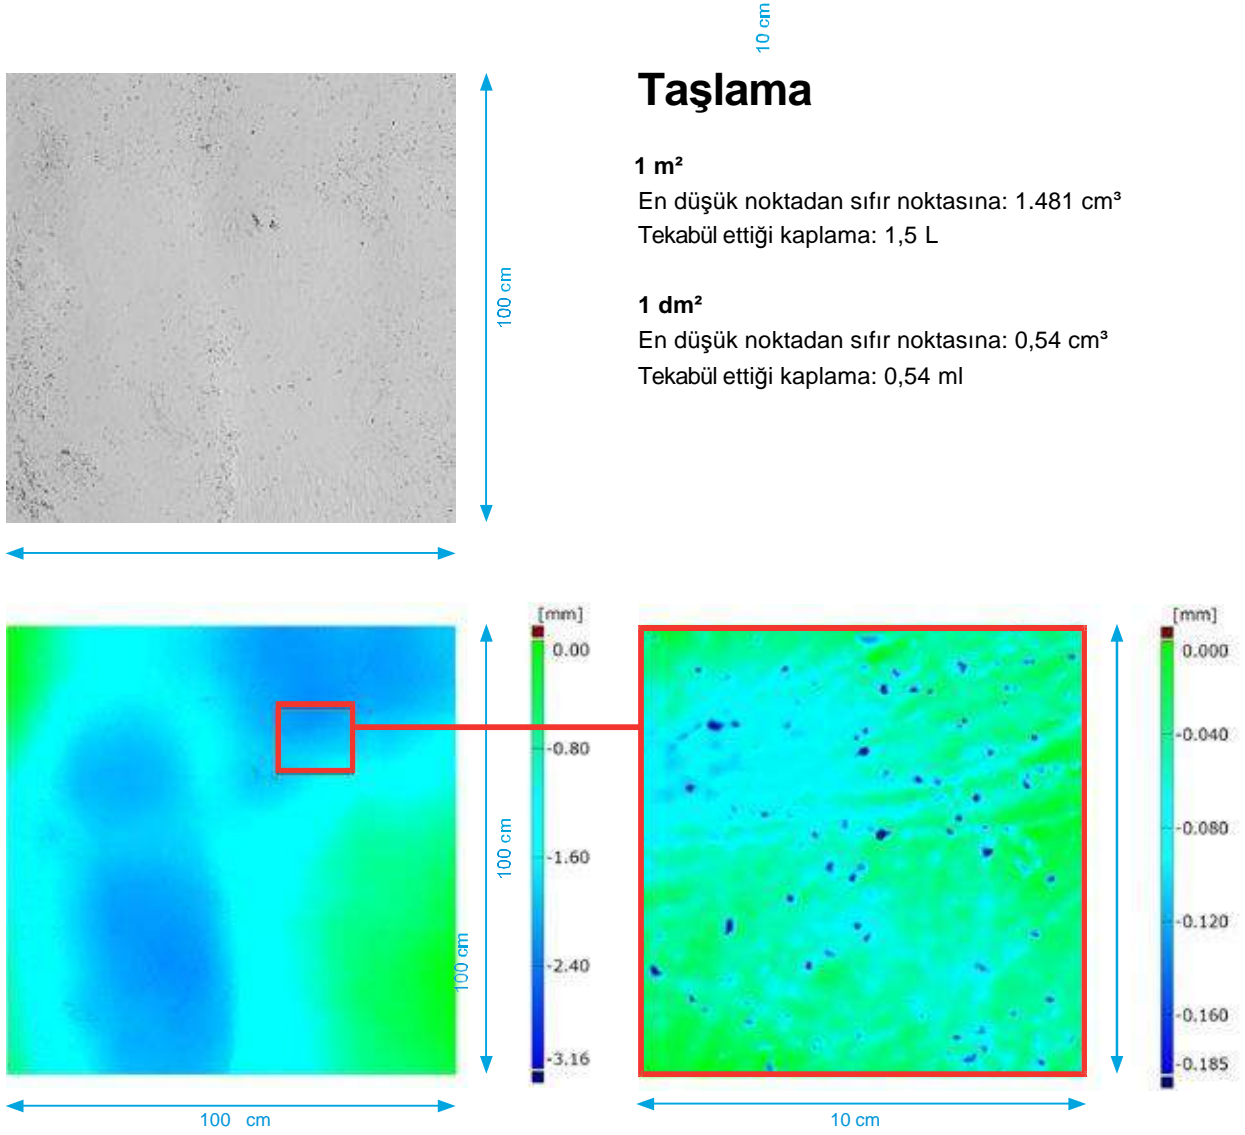 10 cm
Taşlama
1 m²
En düşük noktadan sıfır noktasına: 1.481 cm³
Tekabül ettiği kaplama: 1,5 L
100 cm
1 dm²
En düşük noktadan sıfır noktasına: 0,54 cm³
Tekabül ettiği kaplama: 0,54 ml
[mm]
0.00
-0.80
-1.60
-2.40
-3.16
100 cm
100 cm
100 cm
[mm]
0.000
-0.040
-0.080
-0.120
-0.160
-0.185
10 cm